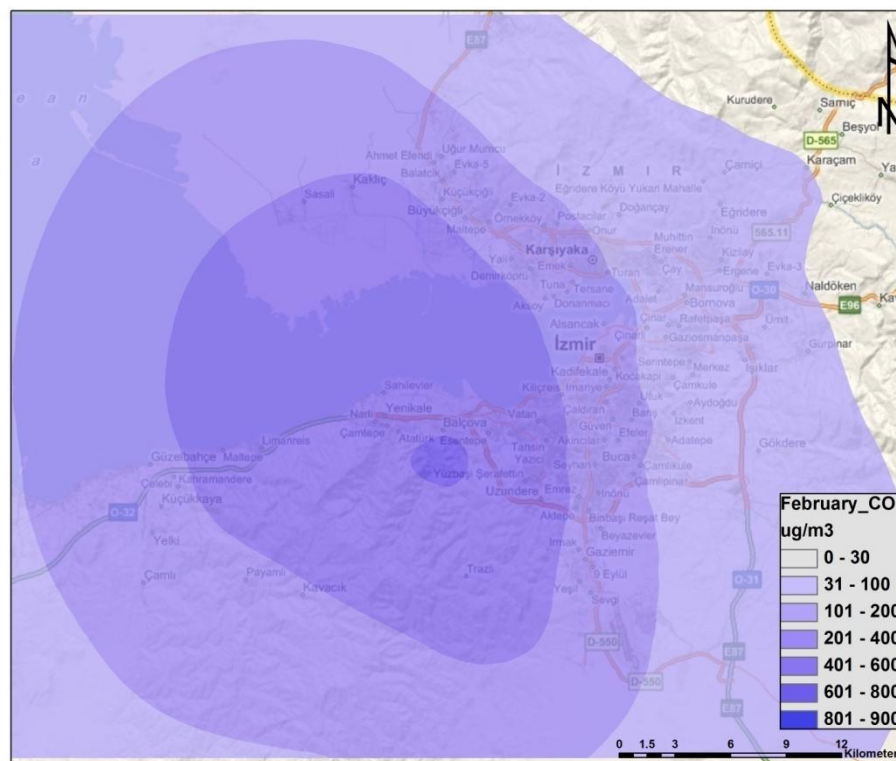 E87
N
ean
a
Kurudere
Samıç
Beşyol
D-565
Uğur Mumcu
Ahmet Efendi
Evka-5
Balatcık
İ Z M İ R
Çamiçi
Karaçam
Kaklıç
Sasali
Küçükçiğli
Eğridere Köyü Yukarı Mahalle
Büyükçiğli
Evka-2
Doğançay
Çiçekliköy
Örnekköy
Postacılar
Eğridere
Maltepe
Onur
Muhittin
Erener
İnönü
565.11
Karşıyaka
Yalı
Kızılay
Emek
Çay
Demirköprü
Turan
Ergene
Evka-3
Tuna
Tersane
Mansuroğlu
O-30
Naldöken
Aksoy
Donanmacı
Adalet
Bornova
E96
Alsancak
Çınar
Rafetpaşa
Ümit
Çınarlı
Gaziosmanpaşa
İzmir
Gürpınar
Serintepe
Merkez
Işıklar
Kadifekale
Kocakapı
Sahilevler
Kılıçreis
İmariye
Çamkule
Ufuk
Aydoğdu
Narlı
Yenikale
Vatan
Çaldıran
Barış
İzkent
Çamtepe
Balçova
Güven
Atatürk
Esentepe
Efeler
Adatepe
Limanreis
Tahsin
Yazıcı
Akıncılar
Gökdere
Güzelbahçe
Maltepe
Buca
Seyhan
Çamlıkule
Çelebi
Kahramandere
Yüzbaşı Şerafettin
Çamlıpınar
Küçükkaya
Uzundere
Emrez
İnönü
O-32
Aktepe
Binbaşı Reşat Bey
Beyazevler
Yelki
Irmak
Gaziemir
Çamlı
Payamlı
Trazlı
9 Eylül
O-31
Kavacık
Yeşil
Sevgi
D-550
E87
D-550
E87
February_CO
ug/m3
0 - 30
31 - 100
101 - 200
201 - 400
401 - 600
601 - 800
801 - 900
0 1.5 3 6 9 12
Kilometer